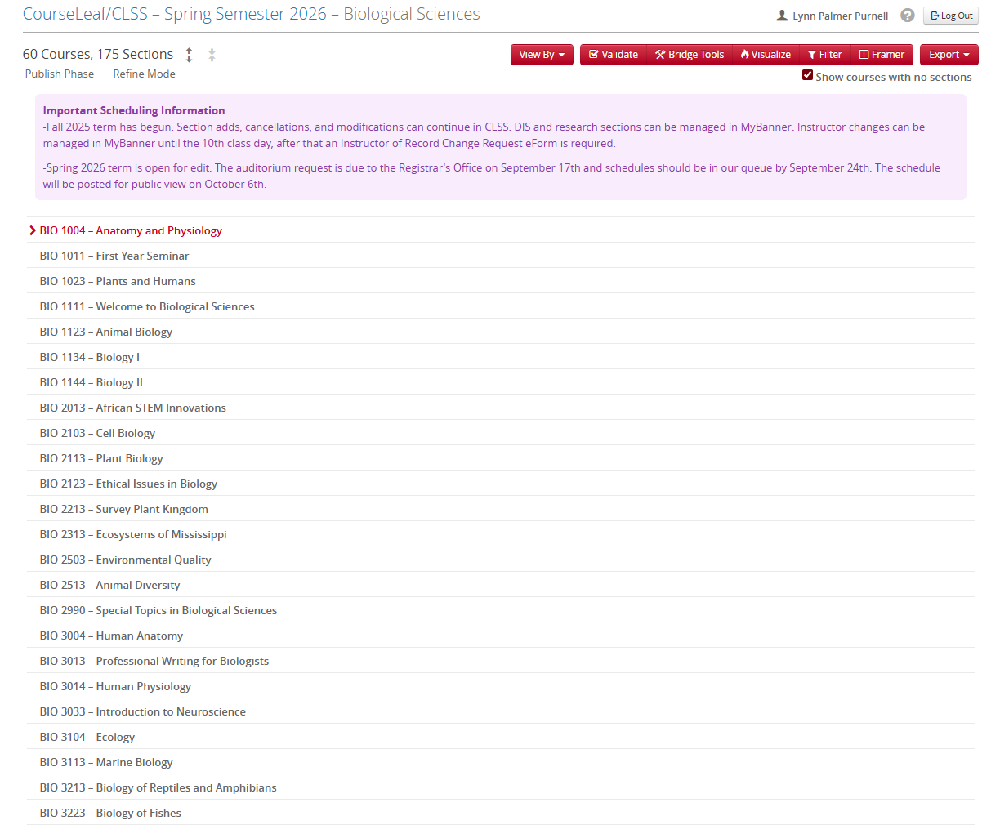 CourseLeaf/CLSS – Spring Semester 2026 – Biological Sciences
Lynn Palmer Purnell
?
Log Out
60 Courses, 175 Sections
View By
Validate
Bridge Tools
Visualize
Filter
Framer
Export
Publish Phase
Refine Mode
Show courses with no sections
Important Scheduling Information
-Fall 2025 term has begun. Section adds, cancellations, and modifications can continue in CLSS. DIS and research sections can be managed in MyBanner. Instructor changes can be
managed in MyBanner until the 10th class day, after that an Instructor of Record Change Request eForm is required.
-Spring 2026 term is open for edit. The auditorium request is due to the Registrar's Office on September 17th and schedules should be in our queue by September 24th. The schedule
will be posted for public view on October 6th.
BIO 1004 – Anatomy and Physiology
BIO 1011 – First Year Seminar
BIO 1023 – Plants and Humans
BIO 1111 – Welcome to Biological Sciences
BIO 1123 – Animal Biology
BIO 1134 – Biology I
BIO 1144 – Biology II
BIO 2013 – African STEM Innovations
BIO 2103 – Cell Biology
BIO 2113 – Plant Biology
BIO 2123 – Ethical Issues in Biology
BIO 2213 – Survey Plant Kingdom
BIO 2313 – Ecosystems of Mississippi
BIO 2503 – Environmental Quality
BIO 2513 – Animal Diversity
BIO 2990 – Special Topics in Biological Sciences
BIO 3004 – Human Anatomy
BIO 3013 – Professional Writing for Biologists
BIO 3014 – Human Physiology
BIO 3033 – Introduction to Neuroscience
BIO 3104 – Ecology
BIO 3113 – Marine Biology
BIO 3213 – Biology of Reptiles and Amphibians
BIO 3223 – Biology of Fishes